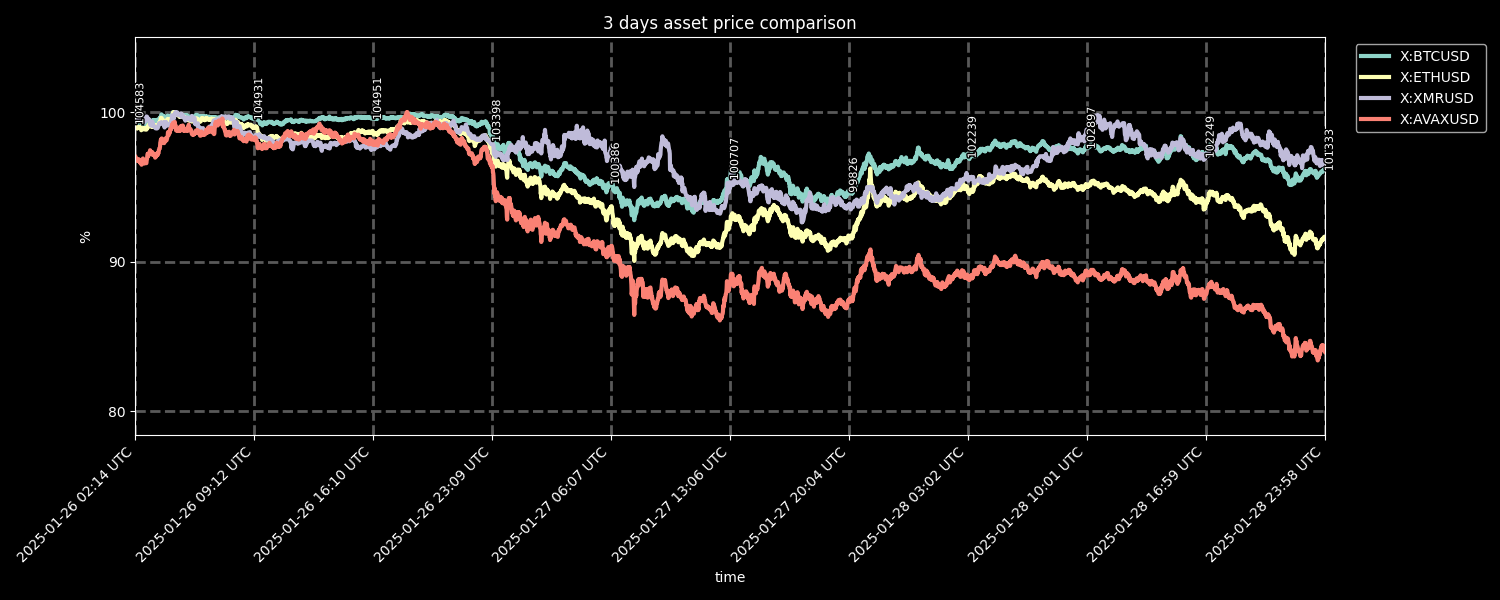 3 days asset price comparison
X:BTCUSD
X:ETHUSD
X:XMRUSD
X:AVAXUSD
%
100
90
80
104583
104931
104951
103398
100386
100707
99826
102239
102897
102249
101333
2025-01-26 02:14 UTC
2025-01-26 09:12 UTC
2025-01-26 16:10 UTC
2025-01-26 23:09 UTC
2025-01-27 06:07 UTC
2025-01-27 13:06 UTC
2025-01-27 20:04 UTC
2025-01-28 03:02 UTC
2025-01-28 10:01 UTC
2025-01-28 16:59 UTC
2025-01-28 23:58 UTC
time